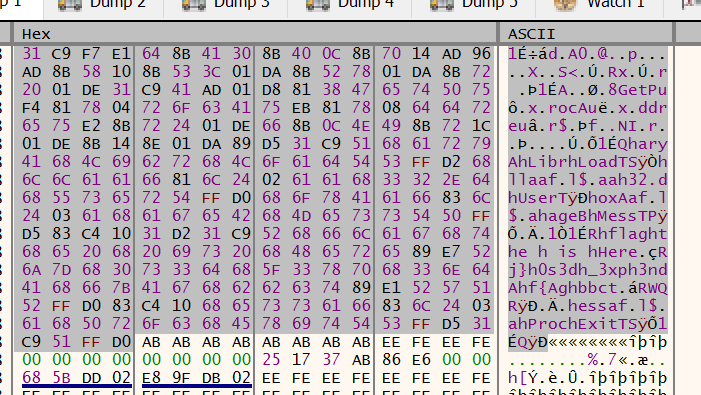 p 1 Dump 2 Dump 3 Dump 4 Dump 5 Watch 1
Hex ASCII
31 C9 F7 E1 64 8B 41 30 8B 40 0C 8B 70 14 AD 96 1É÷ád.A0.@..p...
AD 8B 58 10 8B 53 3C 01 DA 8B 52 78 01 DA 8B 72 ..X..S<.Ú.Rx.Ú.r
20 01 DE 31 C9 41 AD 01 D8 81 38 47 65 74 50 75 .Þ1ÉA..Ø.8GetPu
F4 81 78 04 72 6F 63 41 75 EB 81 78 08 64 64 72 ô.x.rocAuë.x.ddr
65 75 E2 8B 72 24 01 DE 66 8B 0C 4E 49 8B 72 1C euâ.r$.Þf..NI.r.
01 DE 8B 14 8E 01 DA 89 D5 31 C9 51 68 61 72 79 .Þ....Ú.Õ1ÉQhary
41 68 4C 69 62 72 68 4C 6F 61 64 54 53 FF D2 68 AhLibrhLoadTSÿÒh
6C 6C 61 61 66 81 6C 24 02 61 61 68 33 32 2E 64 llaaf.l$.aah32.d
68 55 73 65 72 54 FF D0 68 6F 78 41 61 66 83 6C hUserTÿÐhoxAaf.l
24 03 61 68 61 67 65 42 68 4D 65 73 73 54 50 FF $.ahageBhMessTPÿ
D5 83 C4 10 31 D2 31 C9 52 68 66 6C 61 67 68 74 Õ.Ä.1Ò1ÉRhflaght
68 65 20 68 20 69 73 20 68 48 65 72 65 89 E7 52 he h is hHere.çR
6A 7D 68 30 73 33 64 68 5F 33 78 70 68 33 6E 64 j}h0s3dh_3xph3nd
41 68 66 7B 41 67 68 62 62 63 74 89 E1 52 57 51 Ahf{Aghbbct.áRWQ
52 FF D0 83 C4 10 68 65 73 73 61 66 83 6C 24 03 RÿÐ.Ä.hessaf.l$.
61 68 50 72 6F 63 68 45 78 69 74 54 53 FF D5 31 ahProchExitTSÿÕ1
C9 51 FF D0 AB AB AB AB AB AB AB AB EE FE EE FE ÉQÿÐ««««««««îþîþ
00 00 00 00 00 00 00 00 25 17 37 AB 86 E6 00 00 ........%.7«.æ..
68 5B DD 02 E8 9F DB 02 EE FE EE FE EE FE EE FE h[Ý.è.Û.îþîþîþîþ